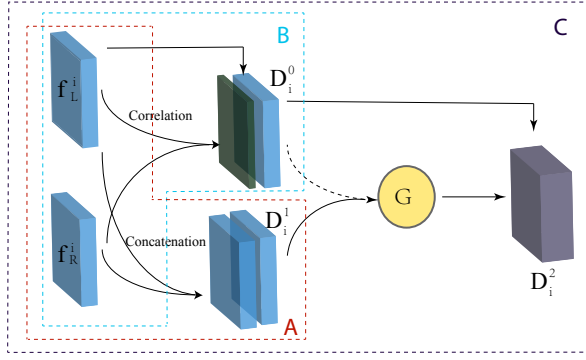 C
B
f_L^i
D_i^0
Correlation
G
f_R^i
D_i^1
Concatenation
D_i^2
A